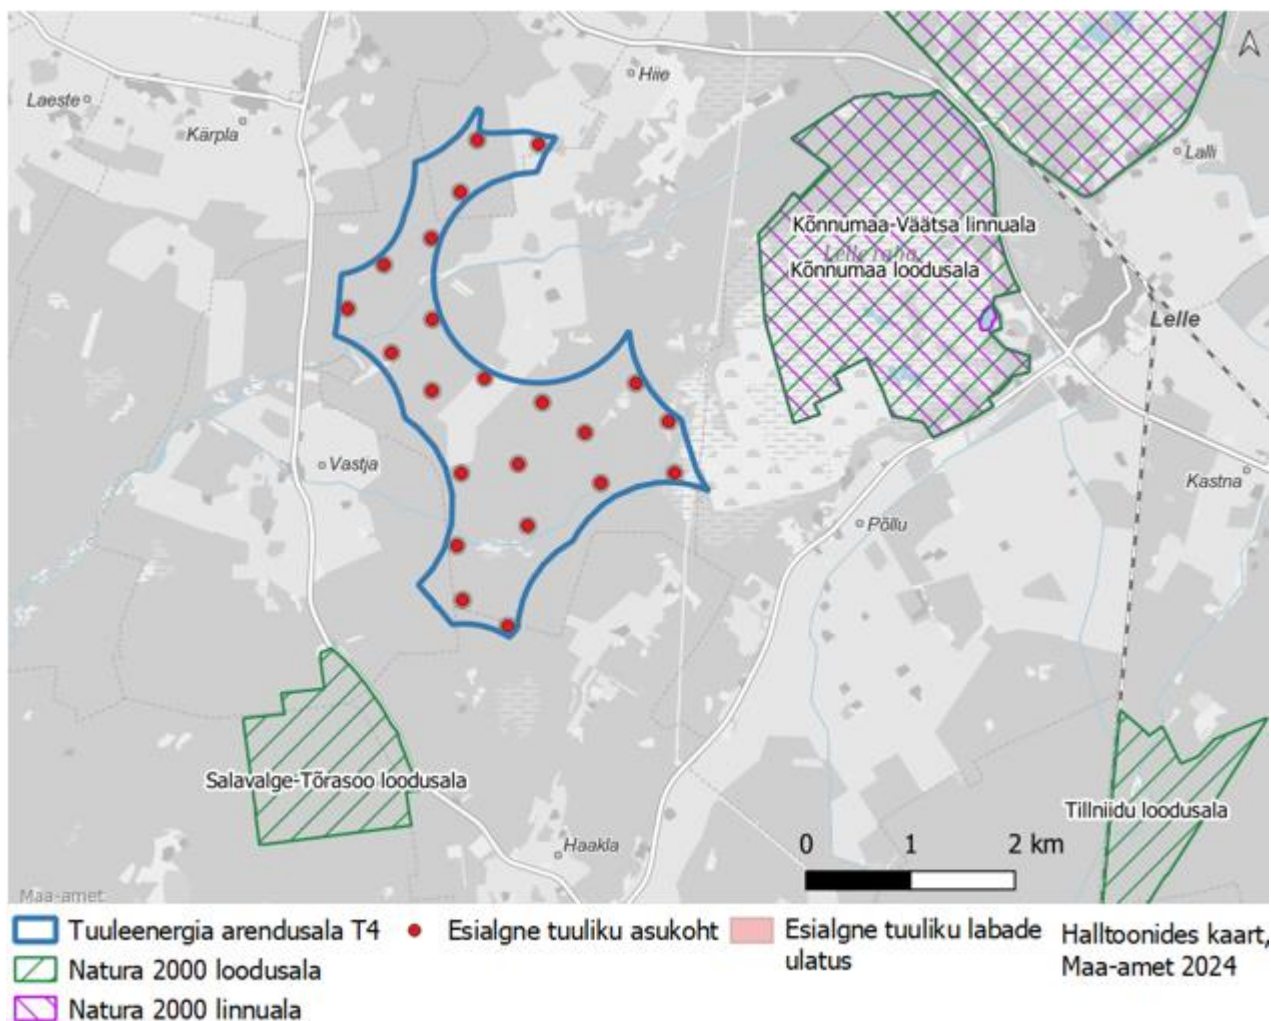 Hiie
Laeste
Kärpla
Lalli
Kõnnumaa-Väätsa linnuala
Lelle raba
Kõnnumaa loodusala
Lelle
Vastja
Kastna
Põllu
Salavalge-Tõrasoo loodusala
Tillniidu loodusala
Haakla
0 1 2 km
Maa-amet
Tuuleenergia arendusala T4
Esialgne tuuliku asukoht
Esialgne tuuliku labade
ulatus
Halltoonides kaart,
Maa-amet 2024
Natura 2000 loodusala
Natura 2000 linnuala